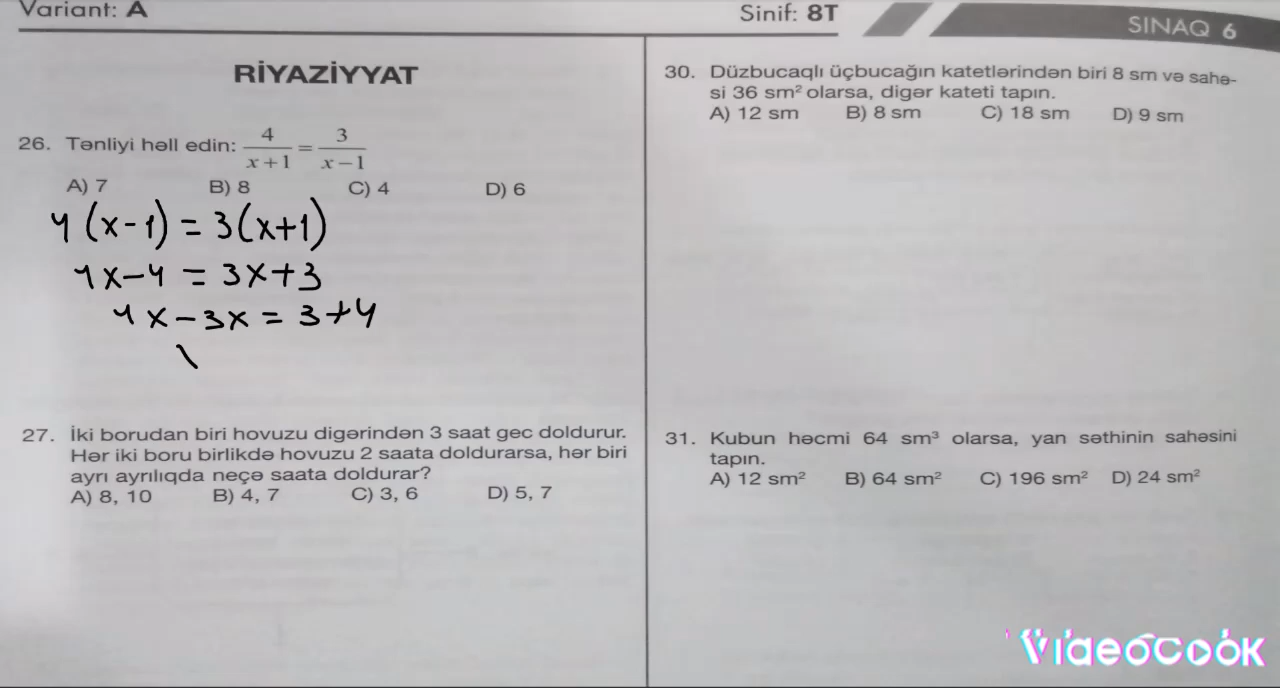 Variant: A
Sinif: 8T
SINAQ 6
RİYAZİYYAT
26. Tənliyi həll edin: 4/(x+1) = 3/(x−1)
A) 7 B) 8 C) 4 D) 6
4(x-1) = 3(x+1)
4x-4 = 3x+3
4x-3x = 3+4
27. İki borudan biri hovuzu digərindən 3 saat gec doldurur.
Hər iki boru birlikdə hovuzu 2 saata doldurarsa, hər biri
ayrı ayrılıqda neçə saata doldurar?
A) 8, 10 B) 4, 7 C) 3, 6 D) 5, 7
30. Düzbucaqlı üçbucağın katetlərindən biri 8 sm və sahə-
si 36 sm² olarsa, digər kateti tapın.
A) 12 sm B) 8 sm C) 18 sm D) 9 sm
31. Kubun həcmi 64 sm³ olarsa, yan səthinin sahəsini
tapın.
A) 12 sm² B) 64 sm² C) 196 sm² D) 24 sm²
VIDEOCOOK